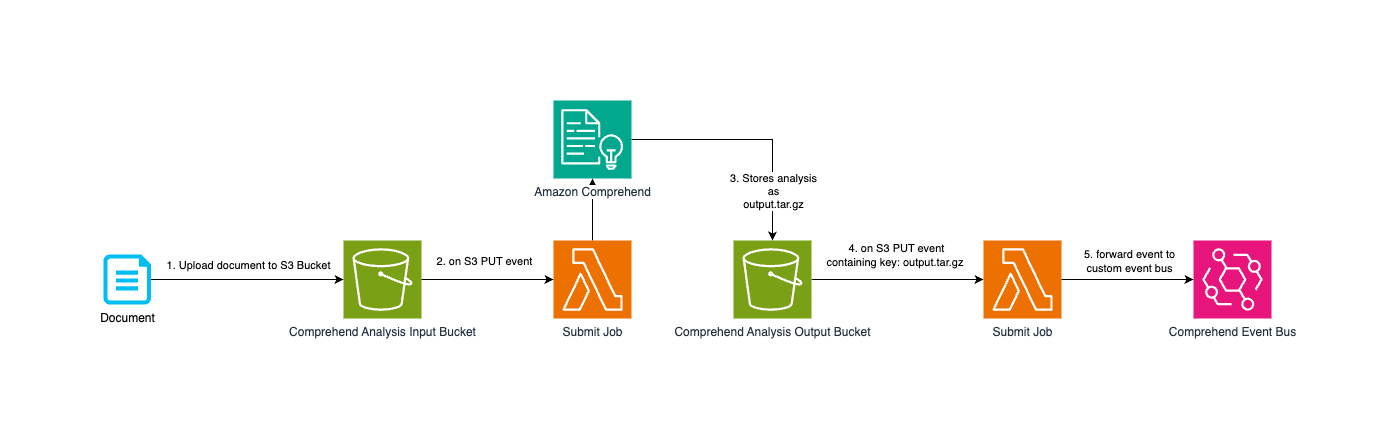 Amazon Comprehend
3. Stores analysis
as
output.tar.gz
1. Upload document to S3 Bucket
2. on S3 PUT event
4. on S3 PUT event
containing key: output.tar.gz
5. forward event to
custom event bus
Document
Comprehend Analysis Input Bucket
Submit Job
Comprehend Analysis Output Bucket
Submit Job
Comprehend Event Bus